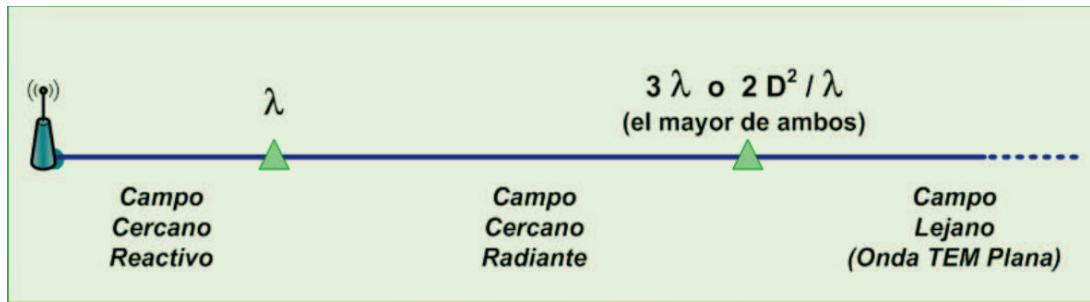 λ
3 λ o 2 D² / λ
(el mayor de ambos)
Campo
Cercano
Reactivo
Campo
Cercano
Radiante
Campo
Lejano
(Onda TEM Plana)